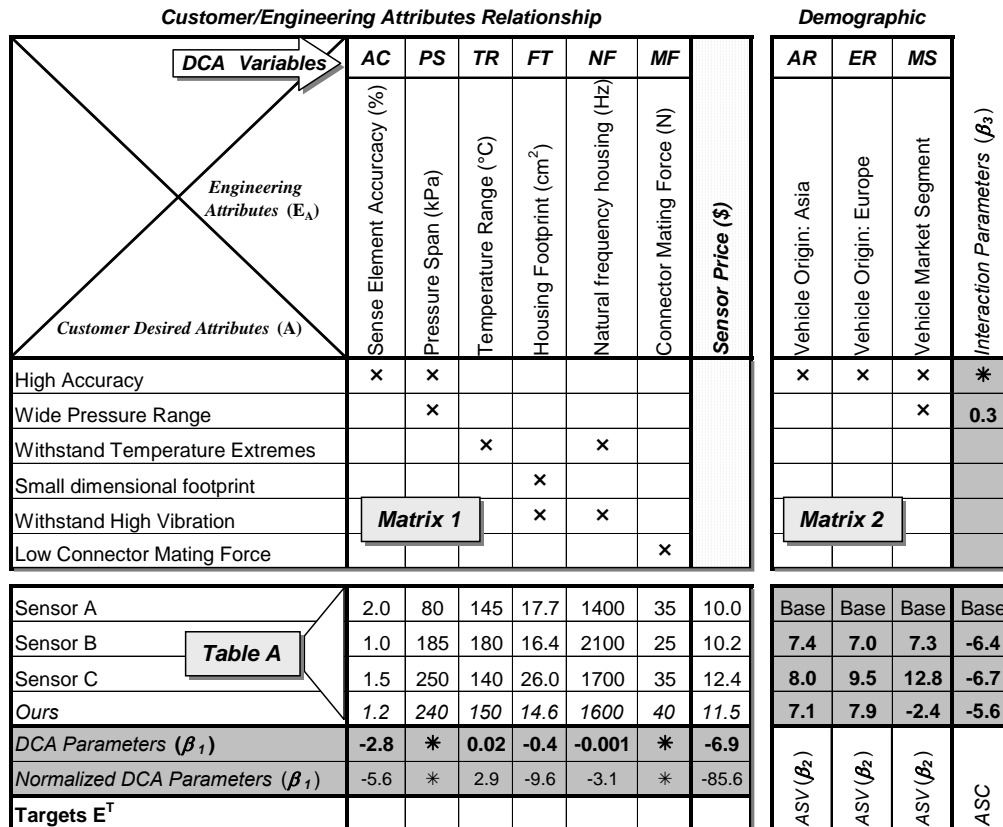 Customer/Engineering Attributes Relationship
Demographic
DCA Variables
AC PS TR FT NF MF
AR ER MS
Engineering
Attributes (E_A)
Customer Desired Attributes (A)
Sense Element Accurcacy (%)
Pressure Span (kPa)
Temperature Range (°C)
Housing Footprint (cm²)
Natural frequency housing (Hz)
Connector Mating Force (N)
Sensor Price ($)
Vehicle Origin: Asia
Vehicle Origin: Europe
Vehicle Market Segment
Interaction Parameters (β₃)
High Accuracy × × × × × *
Wide Pressure Range × × 0.3
Withstand Temperature Extremes × ×
Small dimensional footprint ×
Withstand High Vibration × ×
Matrix 1
Matrix 2
Low Connector Mating Force ×
Sensor A 2.0 80 145 17.7 1400 35 10.0 Base Base Base Base
Sensor B 1.0 185 180 16.4 2100 25 10.2 7.4 7.0 7.3 -6.4
Table A
Sensor C 1.5 250 140 26.0 1700 35 12.4 8.0 9.5 12.8 -6.7
Ours 1.2 240 150 14.6 1600 40 11.5 7.1 7.9 -2.4 -5.6
DCA Parameters (β₁) -2.8 * 0.02 -0.4 -0.001 * -6.9
Normalized DCA Parameters (β₁) -5.6 * 2.9 -9.6 -3.1 * -85.6
Targets E^T
ASV (β₂)
ASV (β₂)
ASV (β₂)
ASC